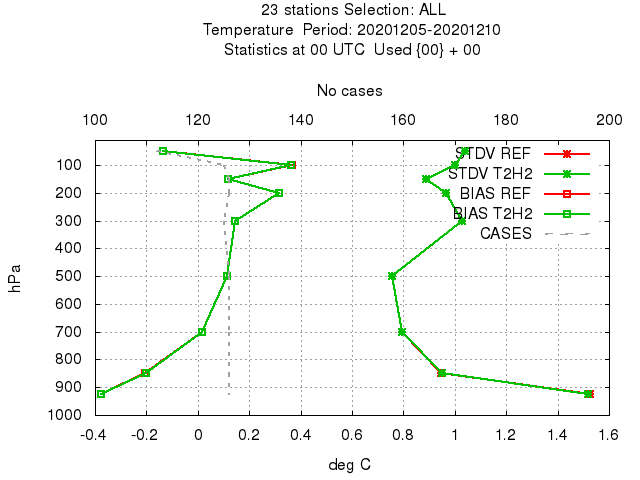 23 stations Selection: ALL
Temperature  Period: 20201205-20201210
Statistics at 00 UTC  Used {00} + 00
No cases
100 120 140 160 180 200
STDV REF
STDV T2H2
BIAS REF
BIAS T2H2
CASES
hPa
100
200
300
400
500
600
700
800
900
1000
-0.4 -0.2 0 0.2 0.4 0.6 0.8 1 1.2 1.4 1.6
deg C